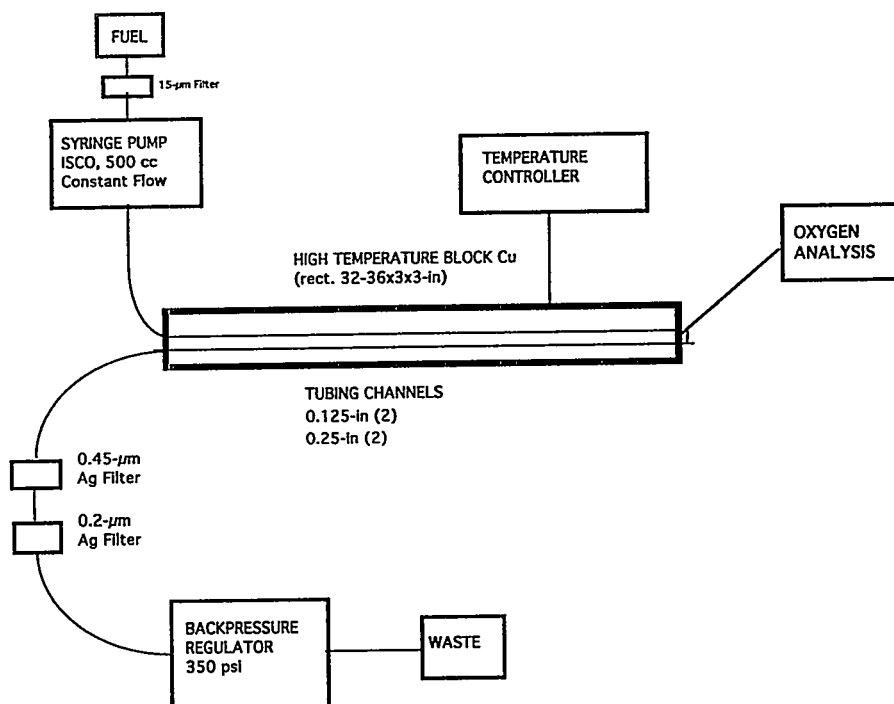 FUEL
15-μm Filter
SYRINGE PUMP
ISCO, 500 cc
Constant Flow
TEMPERATURE
CONTROLLER
OXYGEN
ANALYSIS
HIGH TEMPERATURE BLOCK Cu
(rect. 32-36x3x3-in)
TUBING CHANNELS
0.125-in (2)
0.25-in (2)
0.45-μm
Ag Filter
0.2-μm
Ag Filter
BACKPRESSURE
REGULATOR
350 psi
WASTE